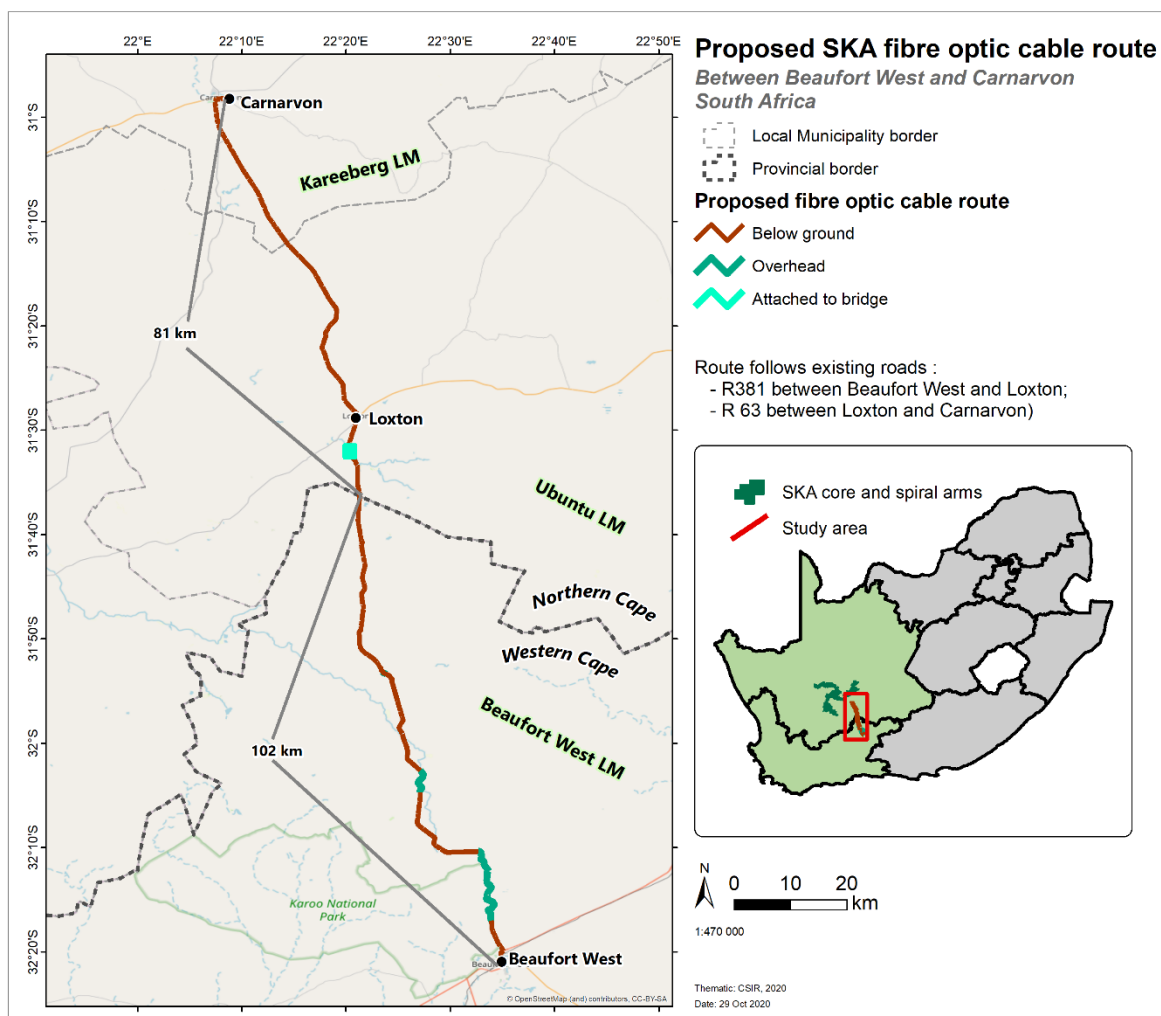 Proposed SKA fibre optic cable route
Between Beaufort West and Carnarvon
South Africa
Local Municipality border
Provincial border
Proposed fibre optic cable route
Below ground
Overhead
Attached to bridge
Route follows existing roads :
- R381 between Beaufort West and Loxton;
- R 63 between Loxton and Carnarvon)
SKA core and spiral arms
Study area
N
0 10 20 km
1:470 000
Thematic: CSIR, 2020
Date: 29 Oct 2020
22°E 22°10'E 22°20'E 22°30'E 22°40'E 22°50'E
31°S
31°10'S
31°20'S
31°30'S
31°40'S
31°50'S
32°S
32°10'S
32°20'S
Carnarvon
Kareeberg LM
81 km
Loxton
Ubuntu LM
Northern Cape
Western Cape
Beaufort West LM
102 km
Karoo National
Park
Beaufort West
© OpenStreetMap (and) contributors, CC-BY-SA